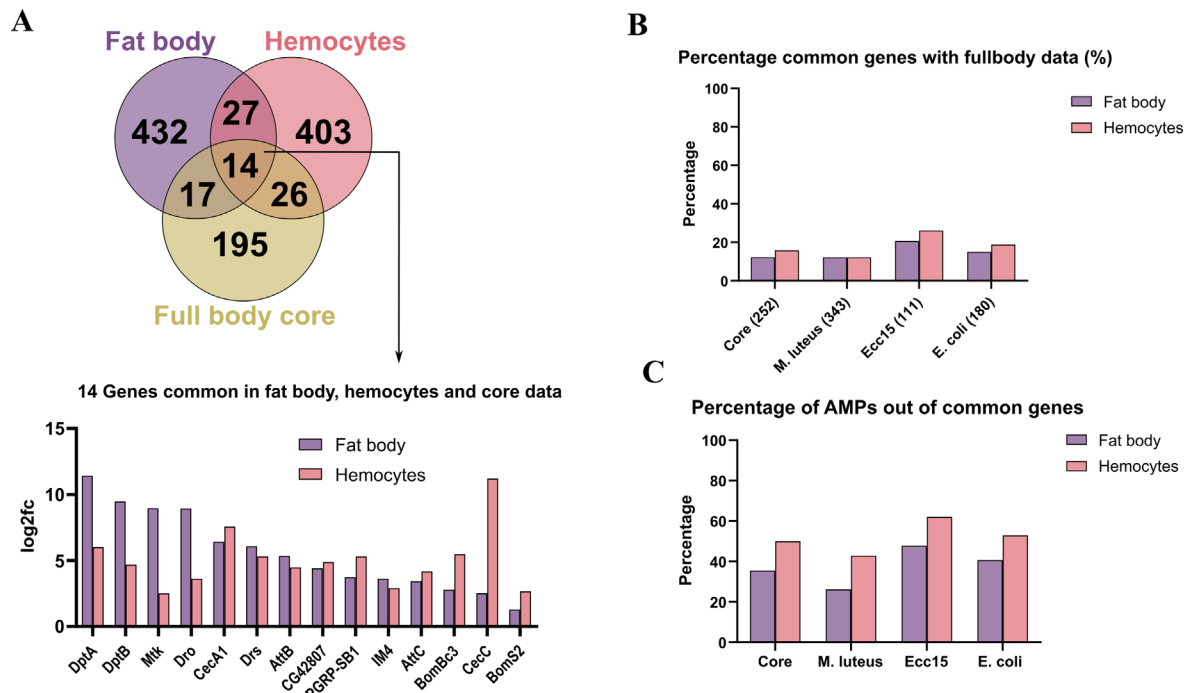 A
Fat body
Hemocytes
27
432
403
14
17
26
195
Full body core
14 Genes common in fat body, hemocytes and core data
15
10
5
0
log2fc
Fat body
Hemocytes
DptA
DptB
Mtk
Dro
CecA1
Drs
AttB
CG42807
PGRP-SB1
IM4
AttC
BomBc3
CecC
BomS2
B
Percentage common genes with fullbody data (%)
100
80
60
40
20
0
Percentage
Fat body
Hemocytes
Core (252)
M. luteus (343)
Ecc15 (111)
E. coli (180)
C
Percentage of AMPs out of common genes
100
80
60
40
20
0
Percentage
Fat body
Hemocytes
Core
M. luteus
Ecc15
E. coli